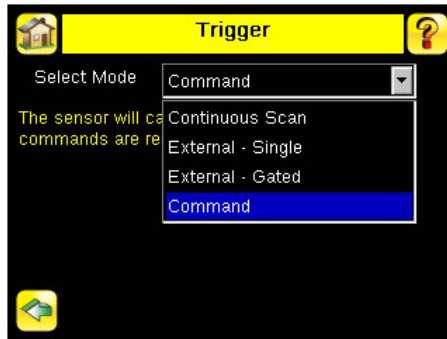 Trigger
?
Select Mode Command
The sensor will ca
commands are re
Continuous Scan
External - Single
External - Gated
Command